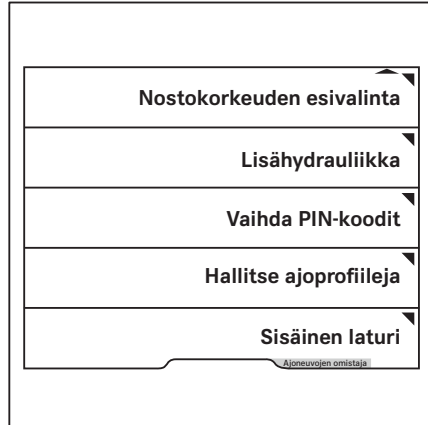 Nostokorkeuden esivalinta
Lisähydrauliikka
Vaihda PIN-koodit
Hallitse ajoprofiileja
Sisäinen laturi
Ajoneuvojen omistaja